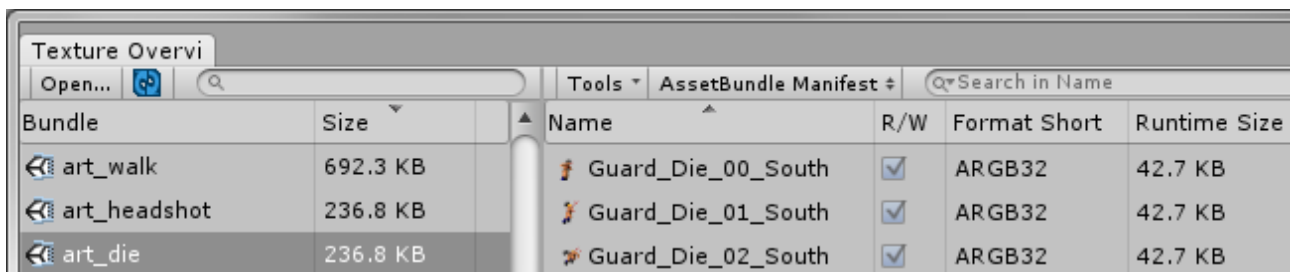 Texture Overvi
Open... Tools AssetBundle Manifest Search in Name
Bundle Size Name R/W Format Short Runtime Size
art_walk 692.3 KB Guard_Die_00_South ARGB32 42.7 KB
art_headshot 236.8 KB Guard_Die_01_South ARGB32 42.7 KB
art_die 236.8 KB Guard_Die_02_South ARGB32 42.7 KB